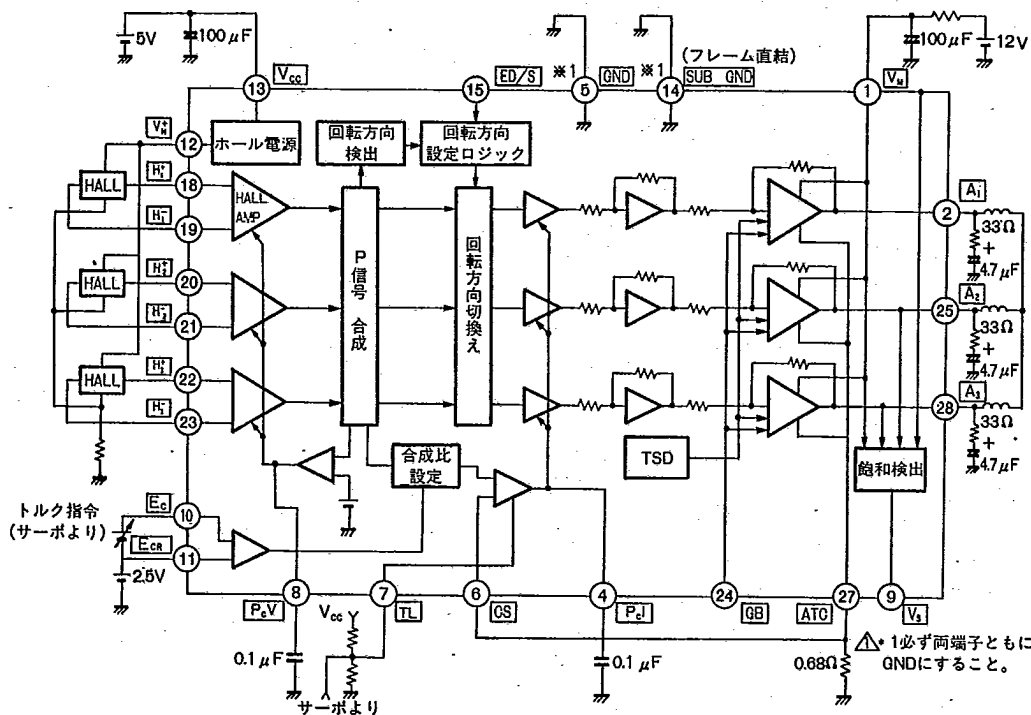 5V
100μF
(フレーム直結)
100μF
12V
VCC
ED/S
※1
GND
※1
SUB GND
VM
13
15
5
14
1
VH+
12
ホール電源
回転方向
検出
回転方向
設定ロジック
HALL
H1+
18
H1-
19
HALL
AMP
A1
2
33Ω
+
4.7μF
HALL
H2+
20
H2-
21
P信号合成
回転方向切換え
A2
25
33Ω
+
4.7μF
HALL
22
23
A3
28
33Ω
+
4.7μF
TSD
飽和検出
合成比
設定
トルク指令
(サーボより)
EC
10
ECR
11
2.5V
8
7
6
4
24
27
9
PCV
VCC
TL
CS
PCI
GB
ATC
VS
0.1μF
サーボより
0.1μF
0.68Ω
⚠* 1必ず両端子ともに
GNDにすること。